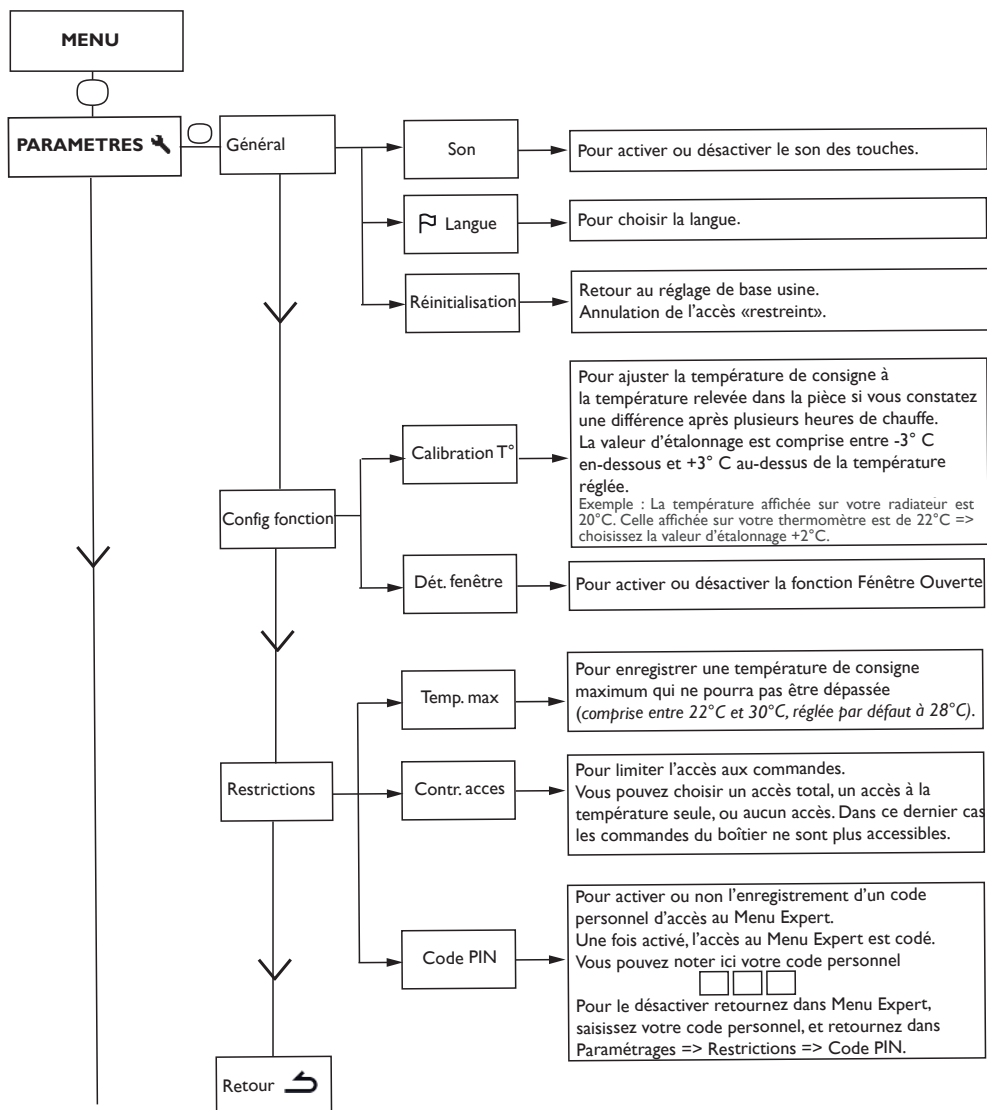 MENU
PARAMETRES
Général
Son
Pour activer ou désactiver le son des touches.
Langue
Pour choisir la langue.
Réinitialisation
Retour au réglage de base usine.
Annulation de l’accès «restreint».
Config fonction
Calibration T°
Pour ajuster la température de consigne à
la température relevée dans la pièce si vous constatez
une différence après plusieurs heures de chauffe.
La valeur d’étalonnage est comprise entre -3° C
en-dessous et +3° C au-dessus de la température
réglée.
Exemple : La température affichée sur votre radiateur est
20°C. Celle affichée sur votre thermomètre est de 22°C =>
choisissez la valeur d’étalonnage +2°C.
Dét. fenêtre
Pour activer ou désactiver la fonction Fénêtre Ouverte
Restrictions
Temp. max
Pour enregistrer une température de consigne
maximum qui ne pourra pas être dépassée
(comprise entre 22°C et 30°C, réglée par défaut à 28°C).
Contr. acces
Pour limiter l’accès aux commandes.
Vous pouvez choisir un accès total, un accès à la
température seule, ou aucun accès. Dans ce dernier cas
les commandes du boîtier ne sont plus accessibles.
Code PIN
Pour activer ou non l’enregistrement d’un code
personnel d’accès au Menu Expert.
Une fois activé, l’accès au Menu Expert est codé.
Vous pouvez noter ici votre code personnel
Pour le désactiver retournez dans Menu Expert,
saisissez votre code personnel, et retournez dans
Paramétrages => Restrictions => Code PIN.
Retour